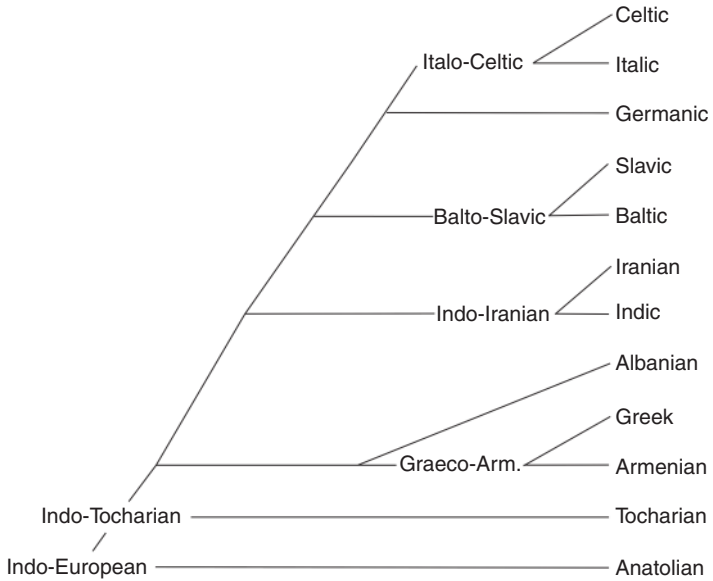 Celtic
Italo-Celtic
Italic
Germanic
Slavic
Balto-Slavic
Baltic
Iranian
Indo-Iranian
Indic
Albanian
Greek
Graeco-Arm.
Armenian
Indo-Tocharian
Tocharian
Indo-European
Anatolian